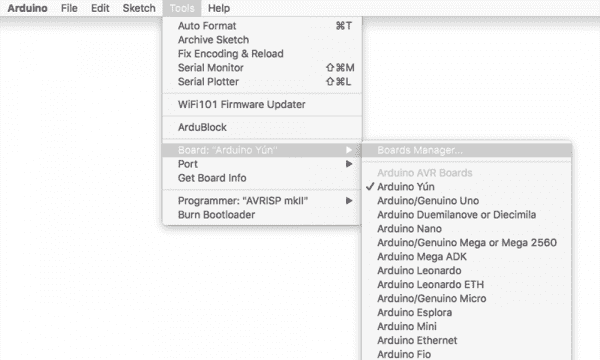 Arduino File Edit Sketch Tools Help
Auto Format ⌘T
Archive Sketch
Fix Encoding & Reload
Serial Monitor ⇧⌘M
Serial Plotter ⇧⌘L
WiFi101 Firmware Updater
ArduBlock
Board: "Arduino Yún" ▶
Port ▶
Get Board Info
Programmer: "AVRISP mkII" ▶
Burn Bootloader
Boards Manager...
Arduino AVR Boards
✓ Arduino Yún
Arduino/Genuino Uno
Arduino Duemilanove or Diecimila
Arduino Nano
Arduino/Genuino Mega or Mega 2560
Arduino Mega ADK
Arduino Leonardo
Arduino Leonardo ETH
Arduino/Genuino Micro
Arduino Esplora
Arduino Mini
Arduino Ethernet
Arduino Fio